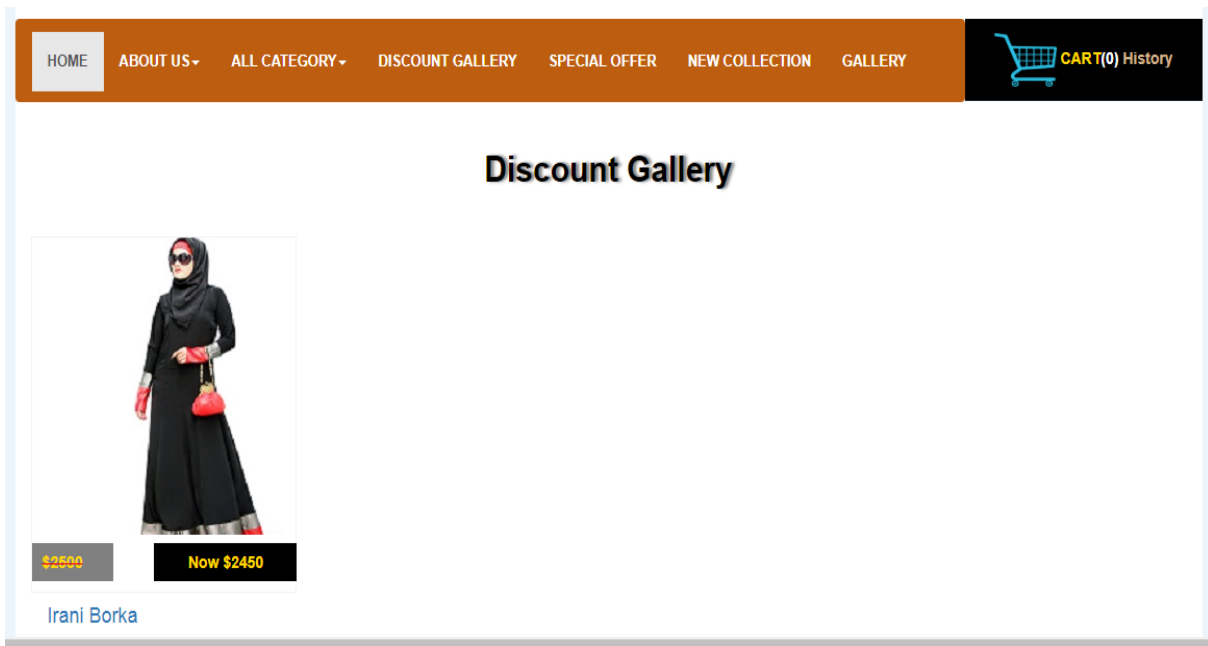 HOME ABOUT US ALL CATEGORY DISCOUNT GALLERY SPECIAL OFFER NEW COLLECTION GALLERY CART(0) History
Discount Gallery
$2500 Now $2450
Irani Borka